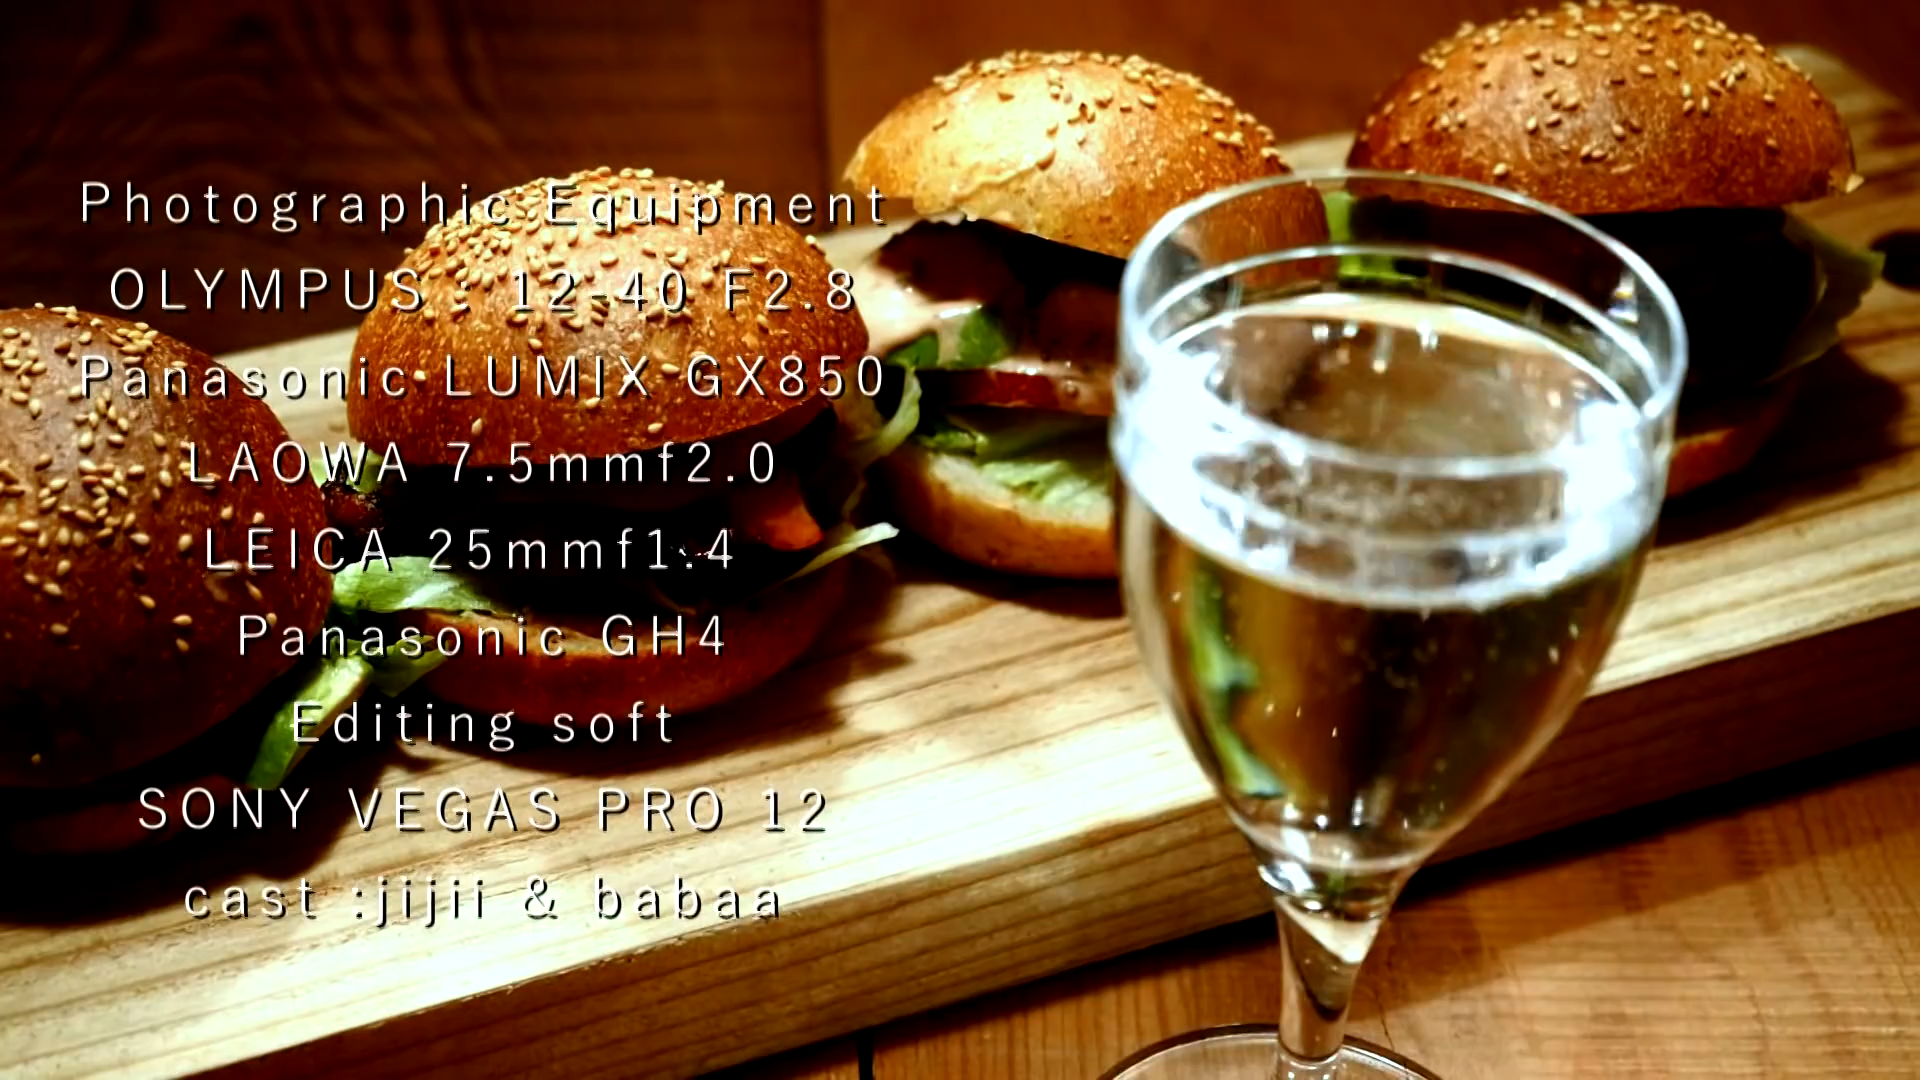 Photographic Equipment
OLYMPUS : 12-40 F2.8
Panasonic LUMIX GX850
LAOWA 7.5mmf2.0
LEICA 25mmf1.4
Panasonic GH4
Editing soft
SONY VEGAS PRO 12
cast :jijii & babaa